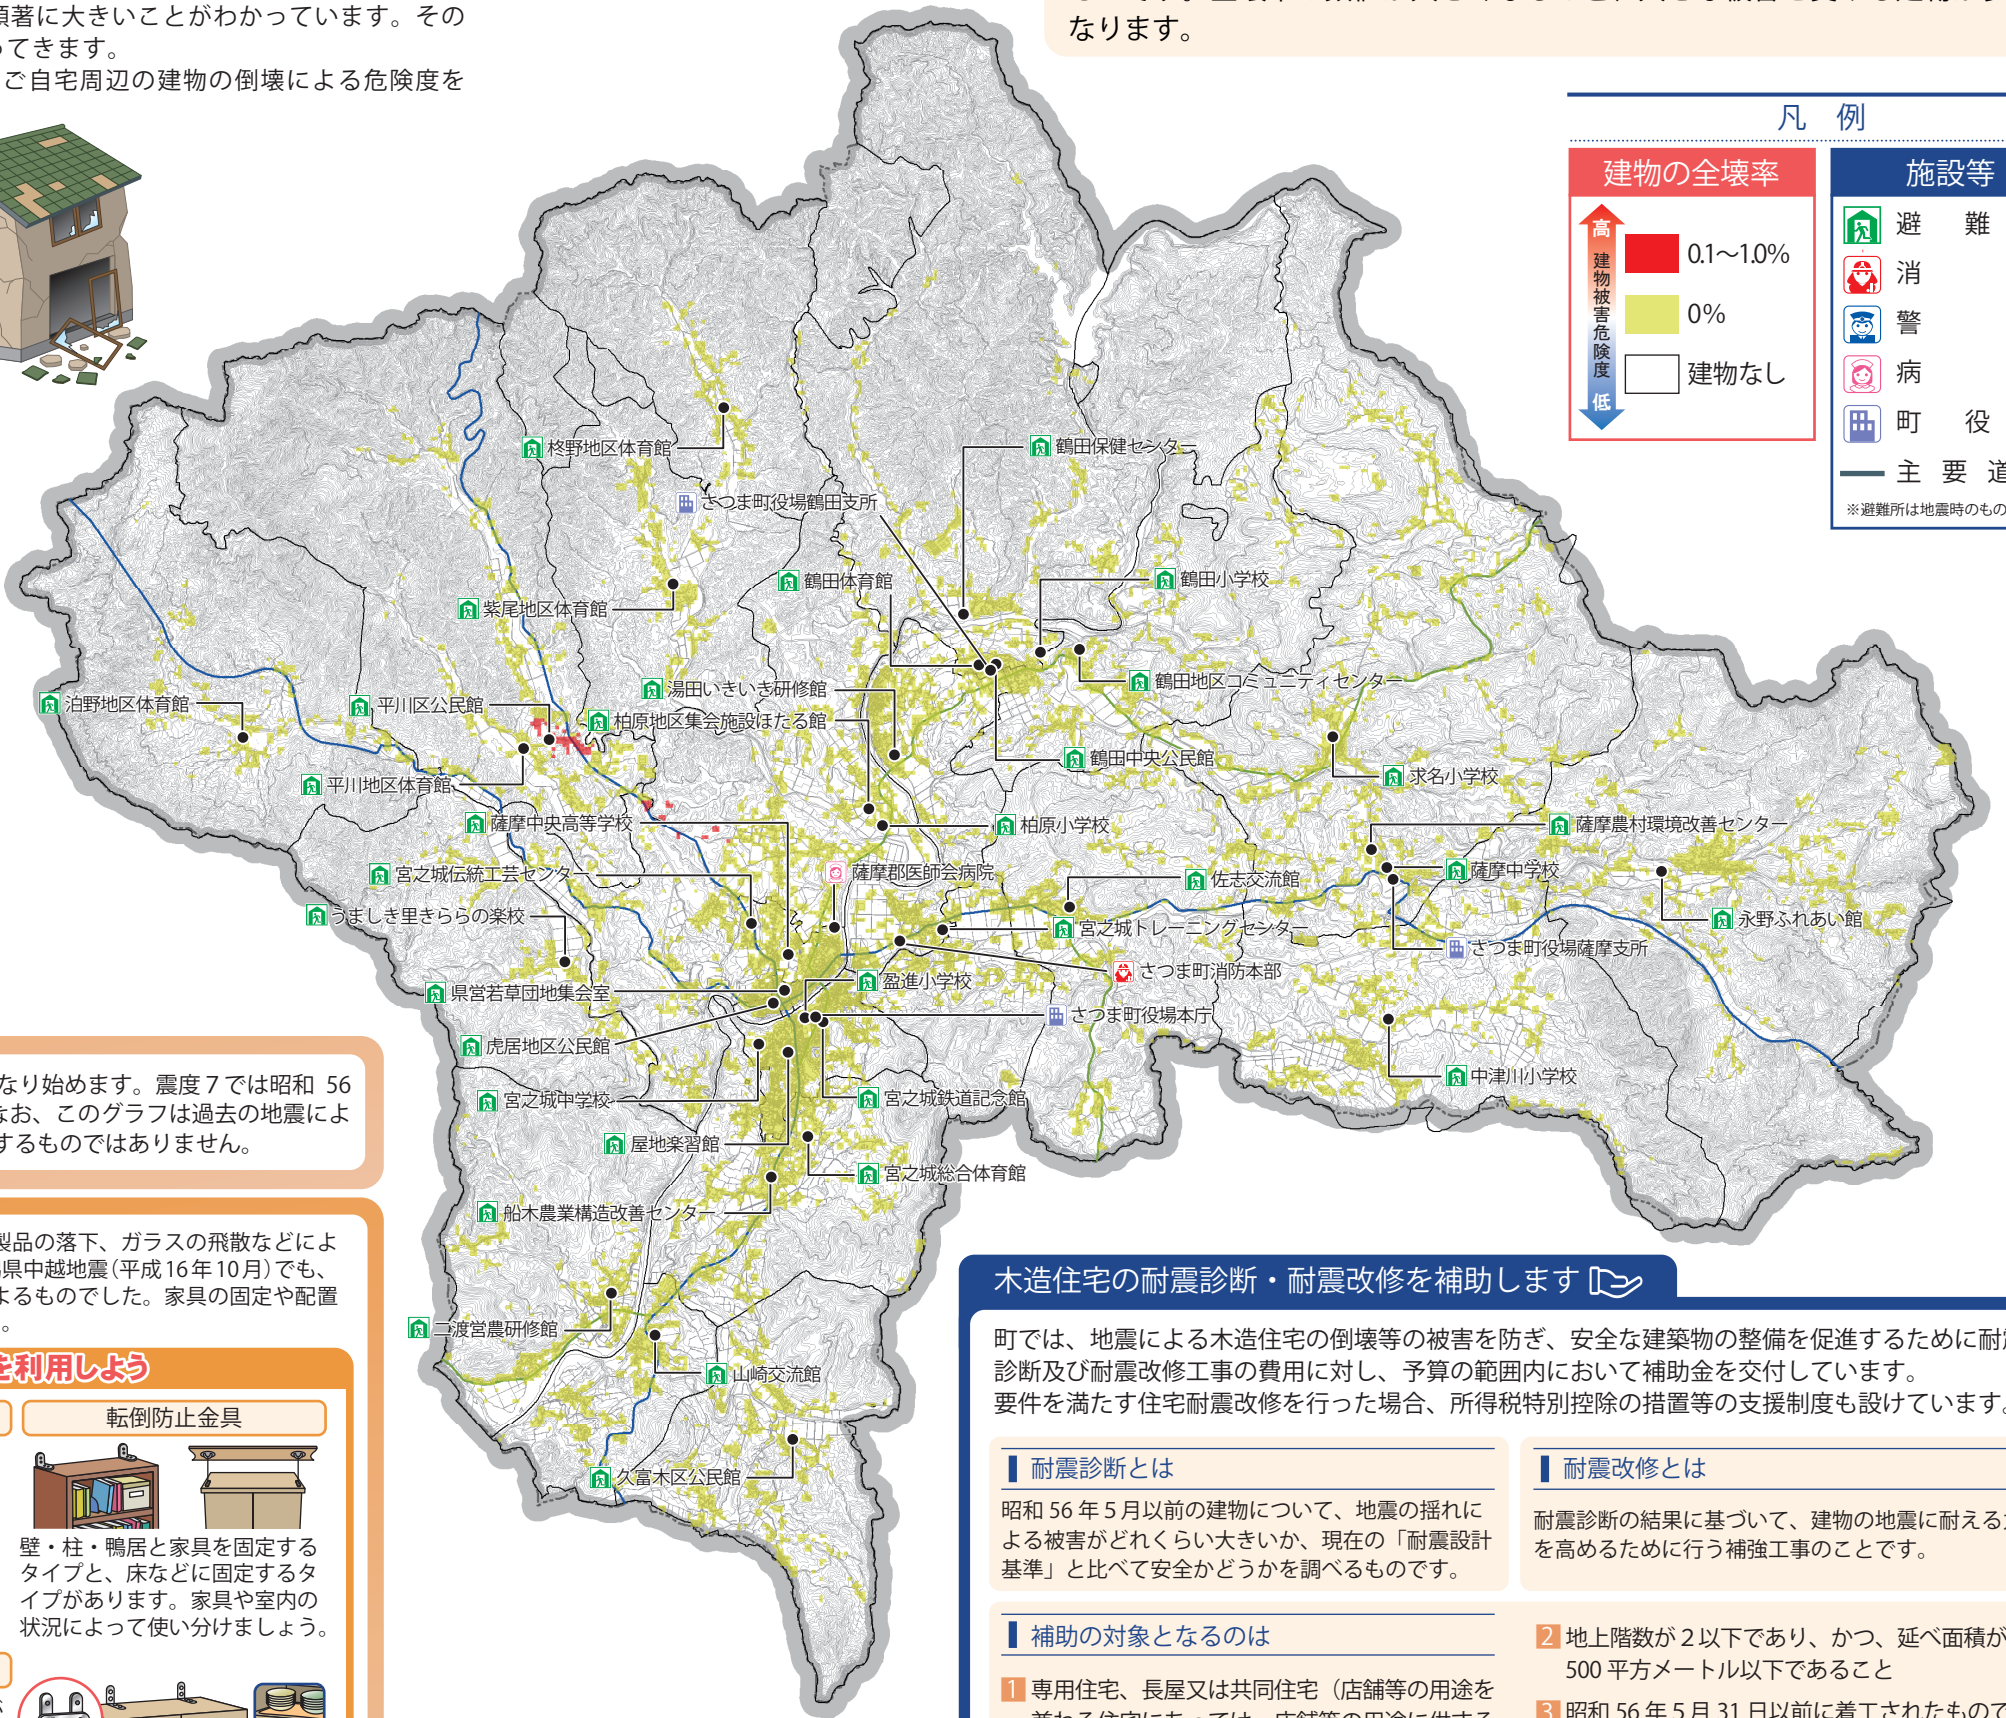 顕著に大きいことがわかっています。その
ってきます。
ご自宅周辺の建物の倒壊による危険度を
なります。
凡 例
建物の全壊率
高
建物被害危険度
低
0.1～1.0%
0%
建物なし
施設等
避 難
消
警
病
町 役
主 要 道
※避難所は地震時のもの
柊野地区体育館
鶴田保健センター
さつま町役場鶴田支所
鶴田体育館
鶴田小学校
紫尾地区体育館
湯田いきいき研修館
鶴田地区コミュニティセンター
泊野地区体育館
平川区公民館
柏原地区集会施設ほたる館
鶴田中央公民館
求名小学校
平川地区体育館
薩摩中央高等学校
柏原小学校
薩摩農村環境改善センター
宮之城伝統工芸センター
薩摩郡医師会病院
佐志交流館
薩摩中学校
うましき里きららの楽校
宮之城トレーニングセンター
永野ふれあい館
さつま町役場薩摩支所
さつま町消防本部
盈進小学校
県営若草団地集会室
さつま町役場本庁
虎居地区公民館
中津川小学校
宮之城中学校
宮之城鉄道記念館
屋地楽習館
宮之城総合体育館
船木農業構造改善センター
二渡営農研修館
山崎交流館
久富木区公民館
なり始めます。震度７では昭和 56
なお、このグラフは過去の地震によ
するものではありません。
製品の落下、ガラスの飛散などによ
県中越地震（平成16年10月）でも、
よるものでした。家具の固定や配置
。
を利用しよう
転倒防止金具
壁・柱・鴨居と家具を固定する
タイプと、床などに固定するタ
イプがあります。家具や室内の
状況によって使い分けましょう。
木造住宅の耐震診断・耐震改修を補助します
町では、地震による木造住宅の倒壊等の被害を防ぎ、安全な建築物の整備を促進するために耐震
診断及び耐震改修工事の費用に対し、予算の範囲内において補助金を交付しています。
要件を満たす住宅耐震改修を行った場合、所得税特別控除の措置等の支援制度も設けています。
耐震診断とは
昭和 56 年５月以前の建物について、地震の揺れに
よる被害がどれくらい大きいか、現在の「耐震設計
基準」と比べて安全かどうかを調べるものです。
耐震改修とは
耐震診断の結果に基づいて、建物の地震に耐える
を高めるために行う補強工事のことです。
補助の対象となるのは
1 専用住宅、長屋又は共同住宅（店舗等の用途を
兼ねる住宅にあっては、店舗等の用途に供する
2 地上階数が２以下であり、かつ、延べ面積が
500 平方メートル以下であること
3 昭和 56 年５月 31 日以前に着工されたもので